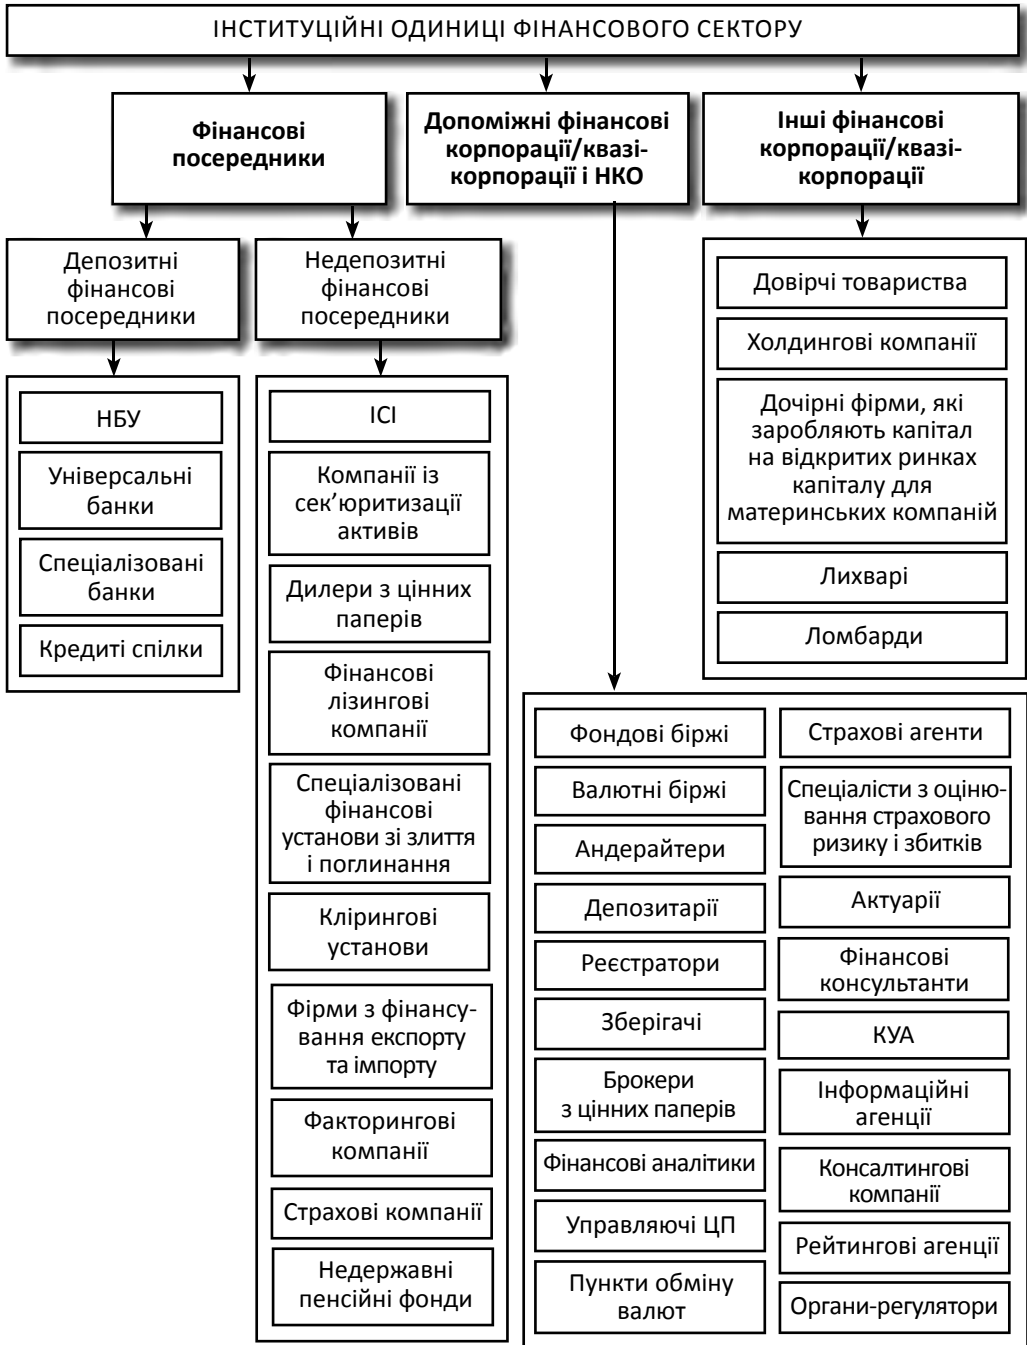 ІНСТИТУЦІЙНІ ОДИНИЦІ ФІНАНСОВОГО СЕКТОРУ
Фінансові
посередники
Допоміжні фінансові
корпорації/квазі-
корпорації і НКО
Інші фінансові
корпорації/квазі-
корпорації
Депозитні
фінансові
посередники
Недепозитні
фінансові
посередники
НБУ
Універсальні
банки
Спеціалізовані
банки
Кредиті спілки
ІСІ
Компанії із
сек’юритизації
активів
Дилери з цінних
паперів
Фінансові
лізингові
компанії
Спеціалізовані
фінансові
установи зі злиття
і поглинання
Клірингові
установи
Фірми з фінансу-
вання експорту
та імпорту
Факторингові
компанії
Страхові компанії
Недержавні
пенсійні фонди
Довірчі товариства
Холдингові компанії
Дочірні фірми, які
заробляють капітал
на відкритих ринках
капіталу для
материнських компаній
Лихварі
Ломбарди
Фондові біржі
Валютні біржі
Андерайтери
Депозитарії
Реєстратори
Зберігачі
Брокери
з цінних паперів
Фінансові аналітики
Управляючі ЦП
Пункти обміну
валют
Страхові агенти
Спеціалісти з оціню-
вання страхового
ризику і збитків
Актуарії
Фінансові
консультанти
КУА
Інформаційні
агенції
Консалтингові
компанії
Рейтингові агенції
Органи-регулятори